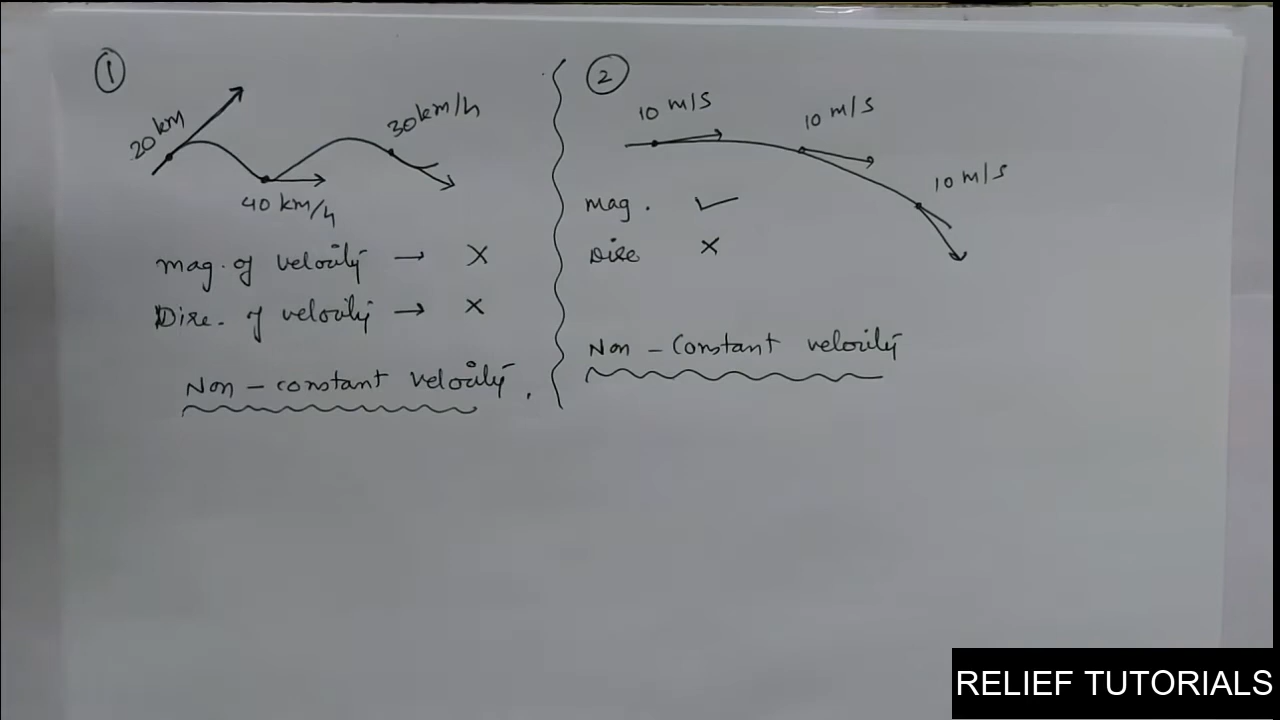 1
20 km
30 km/h
40 km/h
Mag. of velocity → X
Dire. of velocity → X
Non - constant velocity.
2
10 m/s
10 m/s
10 m/s
Mag. ✓
Dire X
Non - Constant velocity
RELIEF TUTORIALS